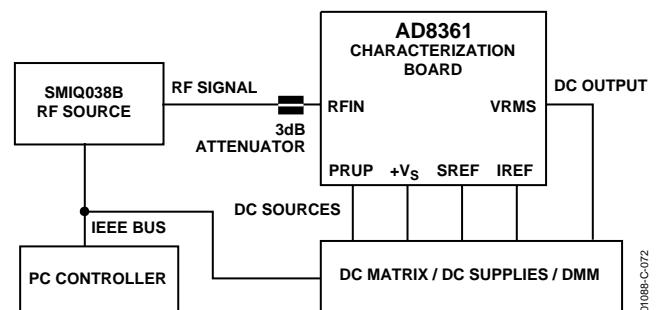 AD8361
CHARACTERIZATION
BOARD
SMIQ038B
RF SOURCE
RF SIGNAL
3dB
ATTENUATOR
RFIN
VRMS
DC OUTPUT
PRUP +VS SREF IREF
DC SOURCES
IEEE BUS
PC CONTROLLER
DC MATRIX / DC SUPPLIES / DMM
01088-C-072